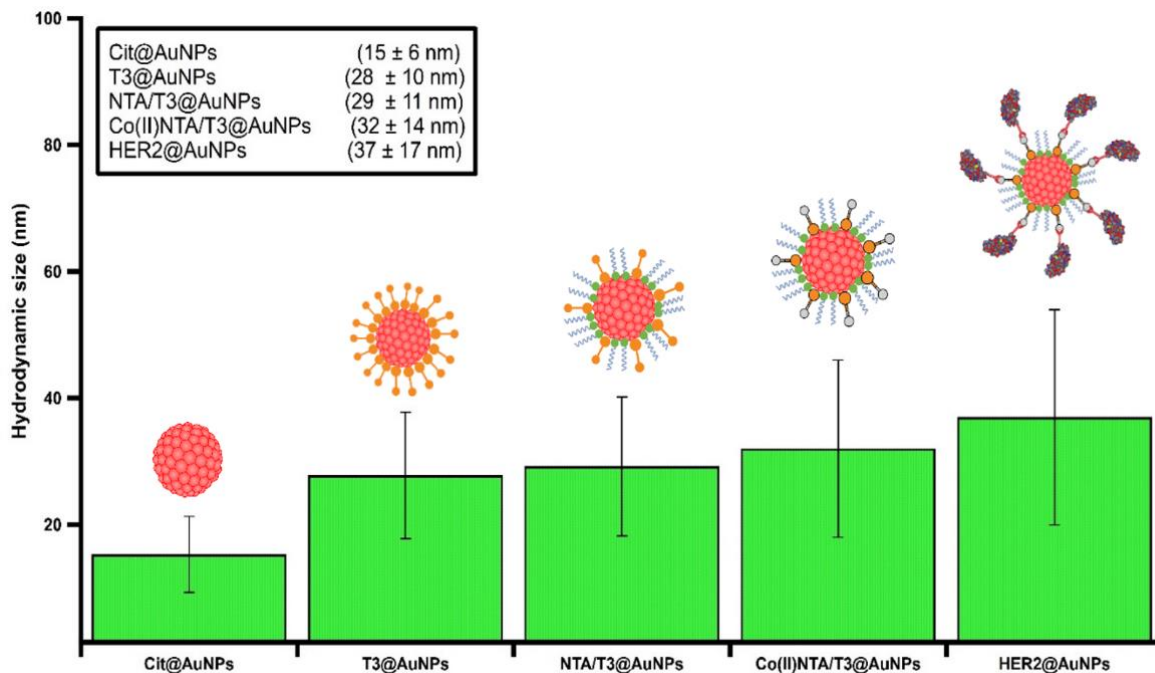 100
80
60
40
20
Hydrodynamic size (nm)
Cit@AuNPs (15 ± 6 nm)
T3@AuNPs (28 ± 10 nm)
NTA/T3@AuNPs (29 ± 11 nm)
Co(II)NTA/T3@AuNPs (32 ± 14 nm)
HER2@AuNPs (37 ± 17 nm)
Cit@AuNPs
T3@AuNPs
NTA/T3@AuNPs
Co(II)NTA/T3@AuNPs
HER2@AuNPs